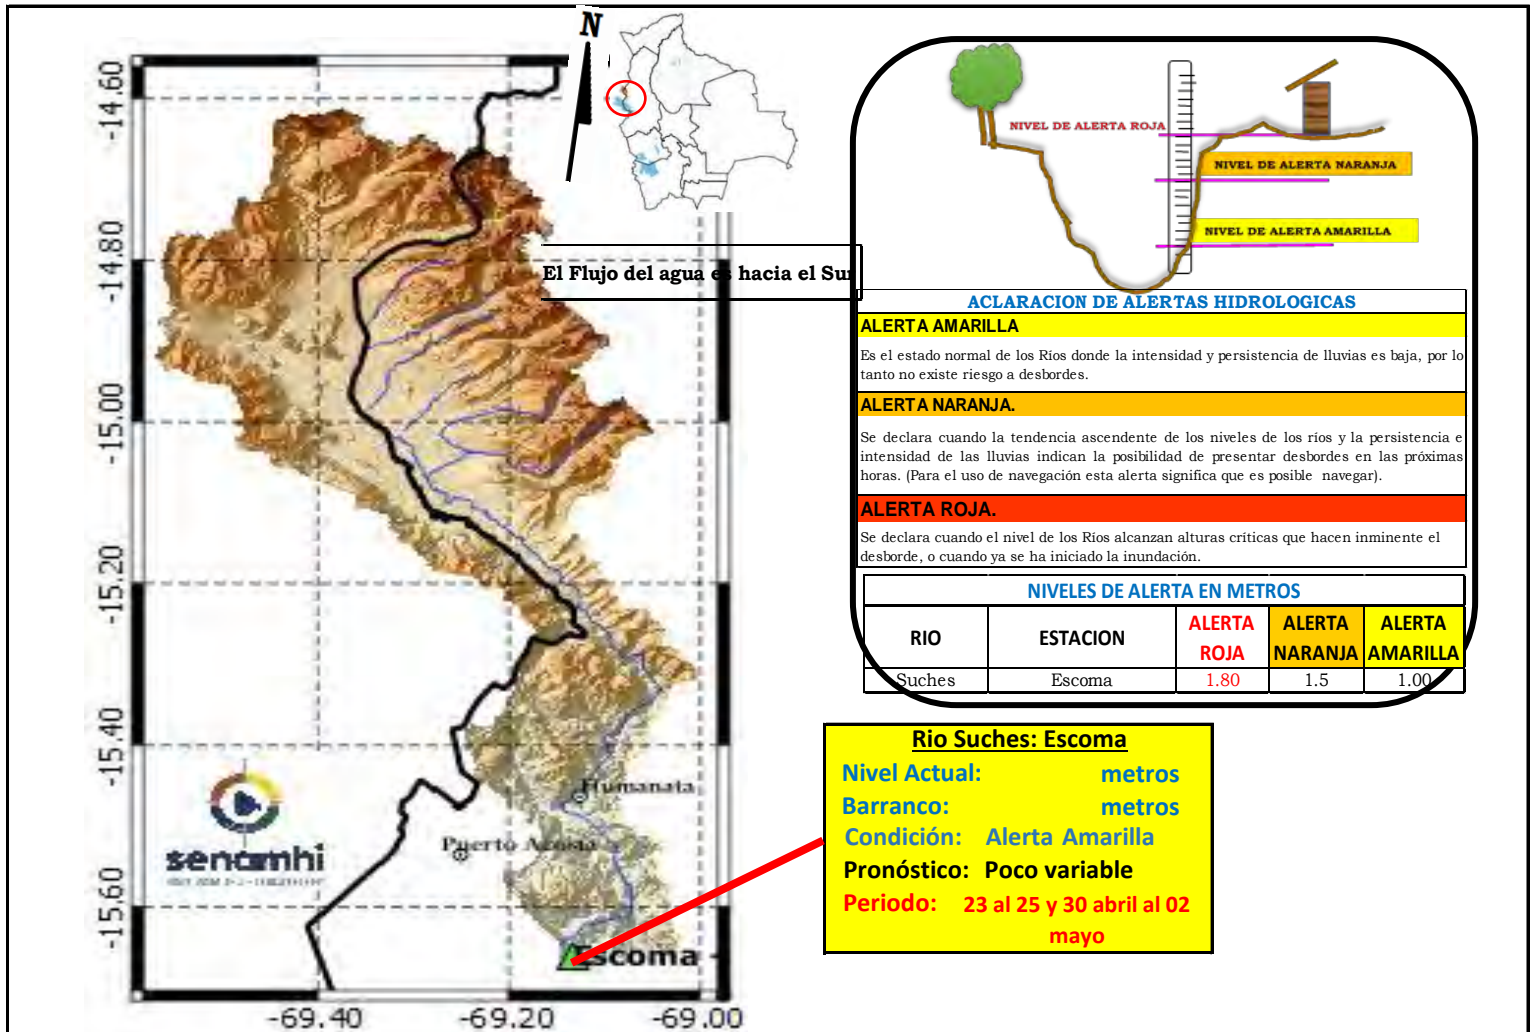 N
-14.60
-14.80
-15.00
-15.20
-15.40
-15.60
-69.40
-69.20
-69.00
El Flujo del agua es hacia el Sur
Humanata
Puerto Acosta
Escoma
senamhi
NIVEL DE ALERTA ROJA
NIVEL DE ALERTA NARANJA
NIVEL DE ALERTA AMARILLA
ACLARACION DE ALERTAS HIDROLOGICAS
ALERTA AMARILLA
Es el estado normal de los Ríos donde la intensidad y persistencia de lluvias es baja, por lo
tanto no existe riesgo a desbordes.
ALERTA NARANJA.
Se declara cuando la tendencia ascendente de los niveles de los ríos y la persistencia e
intensidad de las lluvias indican la posibilidad de presentar desbordes en las próximas
horas. (Para el uso de navegación esta alerta significa que es posible navegar).
ALERTA ROJA.
Se declara cuando el nivel de los Ríos alcanzan alturas críticas que hacen inminente el
desborde, o cuando ya se ha iniciado la inundación.
NIVELES DE ALERTA EN METROS
RIO ESTACION ALERTA ROJA ALERTA NARANJA ALERTA AMARILLA
Suches Escoma 1.80 1.5 1.00
Rio Suches: Escoma
Nivel Actual: metros
Barranco: metros
Condición: Alerta Amarilla
Pronóstico: Poco variable
Periodo: 23 al 25 y 30 abril al 02
mayo